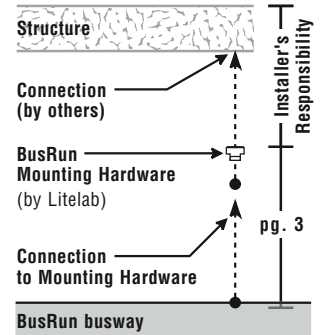 Structure
Connection
(by others)
BusRun
Mounting Hardware
(by Litelab)
Connection
to Mounting Hardware
BusRun busway
Installer's
Responsibility
pg. 3